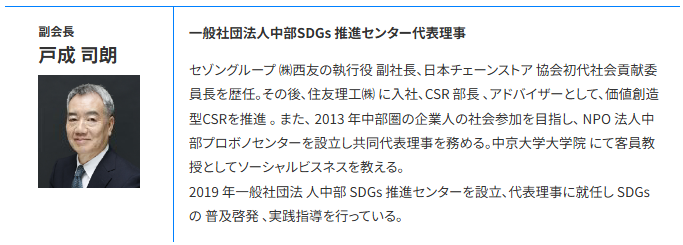 副会長
戸成 司朗
一般社団法人中部SDGs 推進センター代表理事
セゾングループ ㈱西友の執行役 副社長、日本チェーンストア 協会初代社会貢献委
員長を歴任。その後、住友理工㈱ に入社、CSR 部長 、アドバイザーとして、価値創造
型CSRを推進 。また、 2013 年中部圏の企業人の社会参加を目指し、 NPO 法人中
部プロボノセンターを設立し共同代表理事を務める。中京大学大学院 にて客員教
授としてソーシャルビスネスを教える。
2019 年一般社団法 人中部 SDGs 推進センターを設立、代表理事に就任し SDGs
の 普及啓発 、実践指導を行っている。